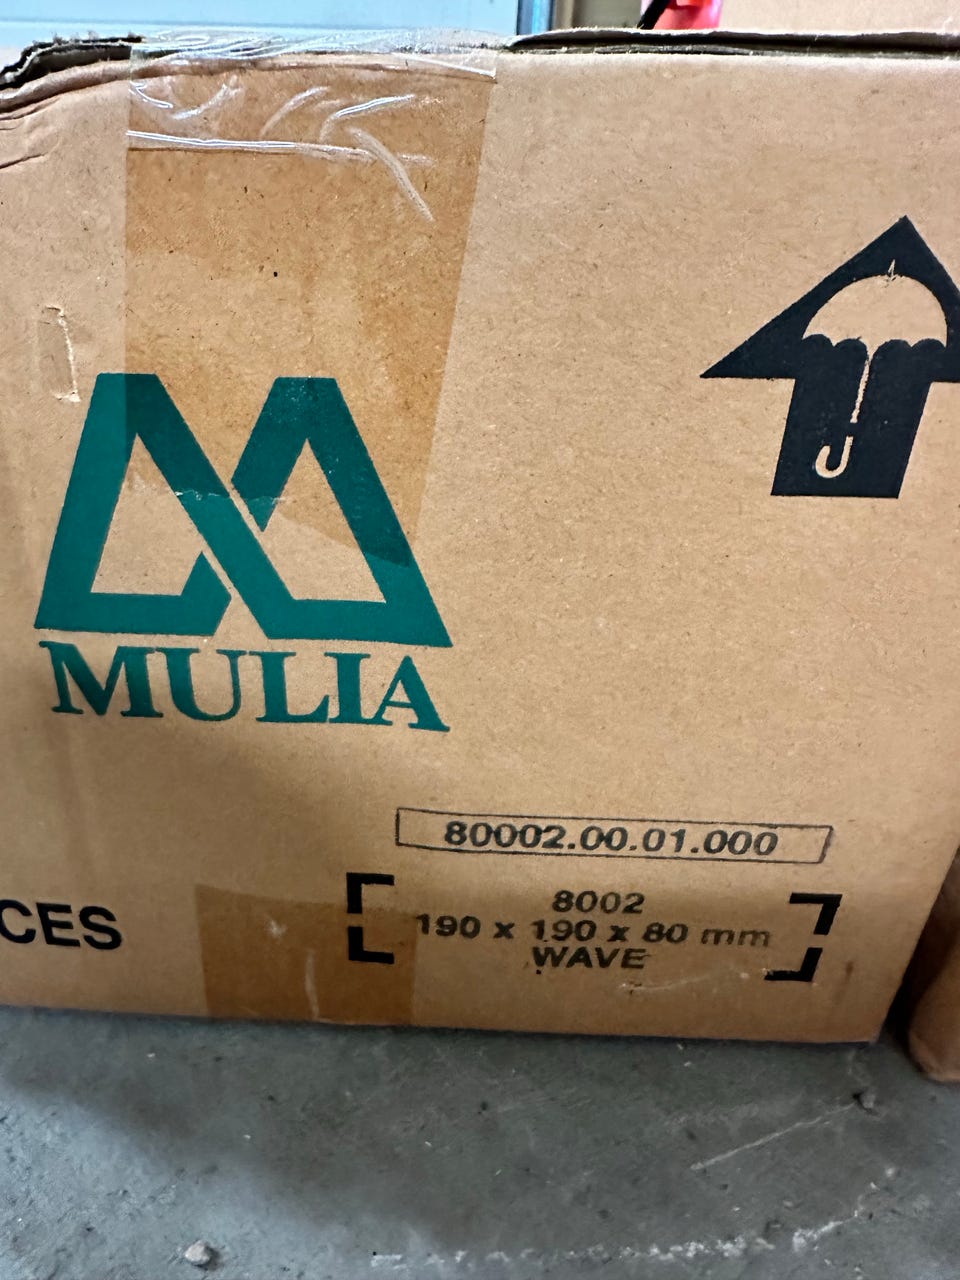 MULIA
80002.00.01.000
CES
8002
190 x 190 x 80 mm
WAVE